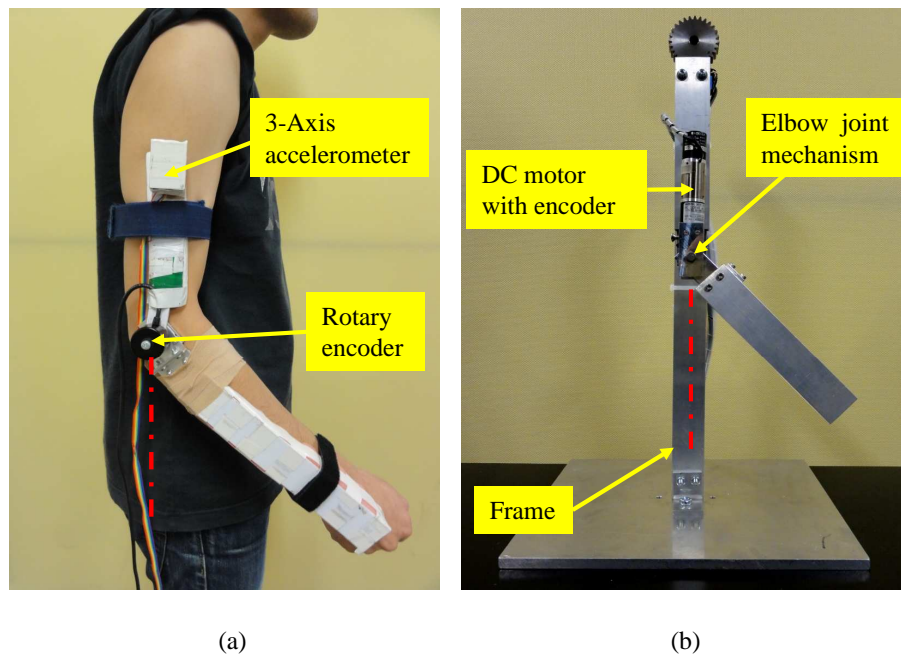 3-Axis
accelerometer
Rotary
encoder
DC motor
with encoder
Elbow joint
mechanism
Frame
(a)
(b)